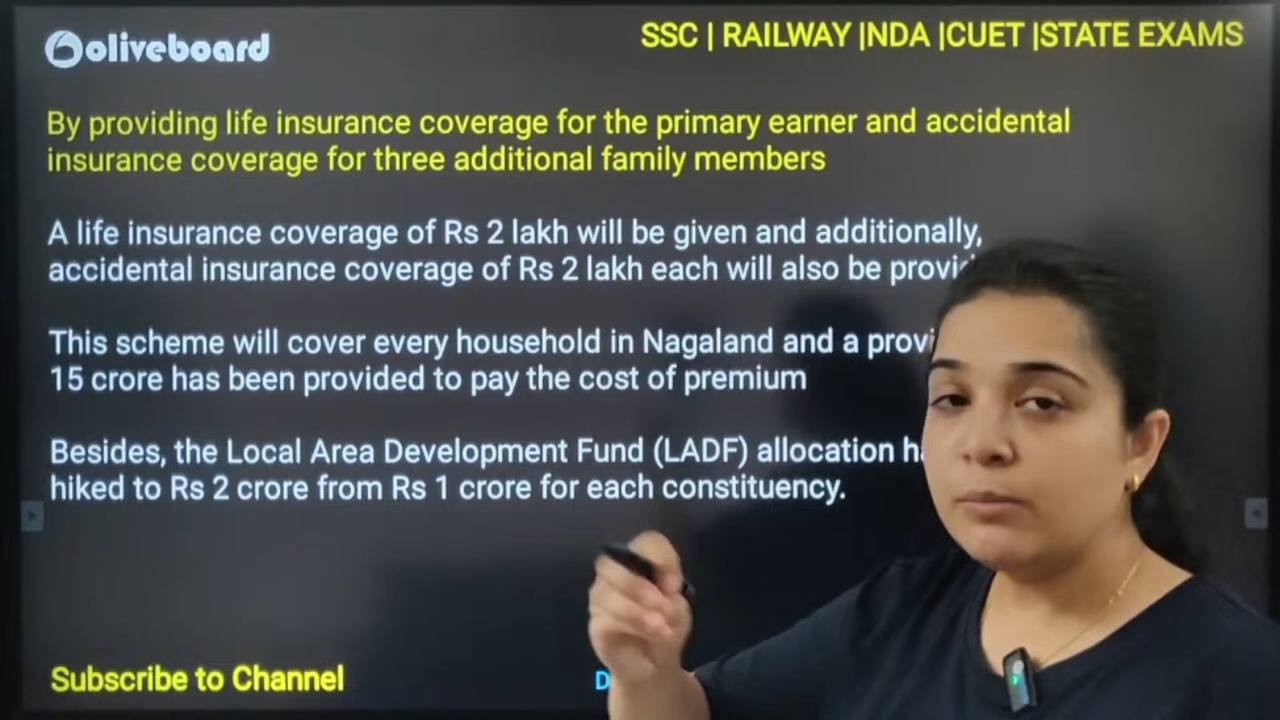 oliveboard
SSC | RAILWAY |NDA |CUET |STATE EXAMS
By providing life insurance coverage for the primary earner and accidental
insurance coverage for three additional family members
A life insurance coverage of Rs 2 lakh will be given and additionally,
accidental insurance coverage of Rs 2 lakh each will also be
This scheme will cover every household in Nagaland and a
15 crore has been provided to pay the cost of premium
Besides, the Local Area Development Fund (LADF) allocation
hiked to Rs 2 crore from Rs 1 crore for each constituency.
Subscribe to Channel